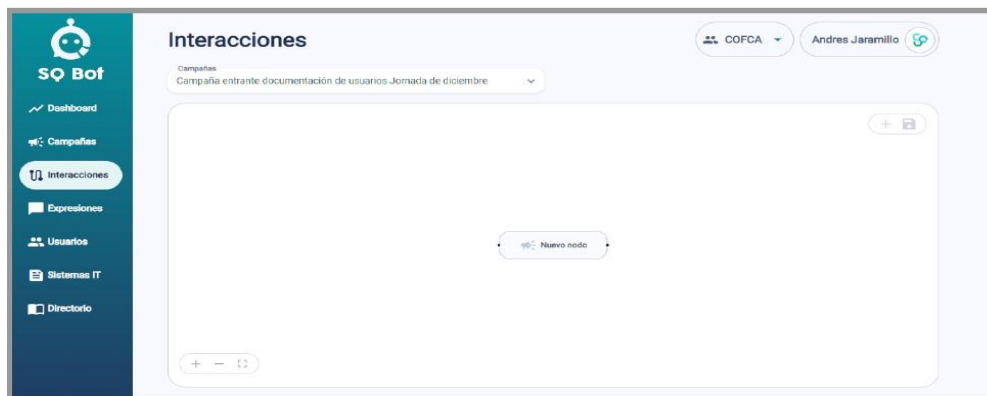 SQ Bot
Dashboard
Campañas
Interacciones
Expresiones
Usuarios
Sistemas IT
Directorio
Interacciones
COFCA
Andres Jaramillo
Campañas
Campaña entrante documentación de usuarios Jornada de diciembre
Nuevo nodo